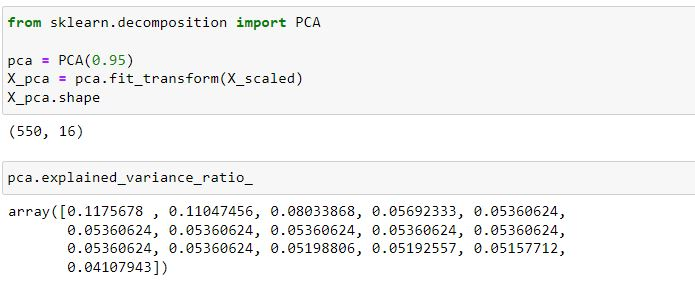 from sklearn.decomposition import PCA
pca = PCA(0.95)
X_pca = pca.fit_transform(X_scaled)
X_pca.shape
(550, 16)
pca.explained_variance_ratio_
array([0.1175678 , 0.11047456, 0.08033868, 0.05692333, 0.05360624,
0.05360624, 0.05360624, 0.05360624, 0.05360624, 0.05360624,
0.05360624, 0.05360624, 0.05198806, 0.05192557, 0.05157712,
0.04107943])